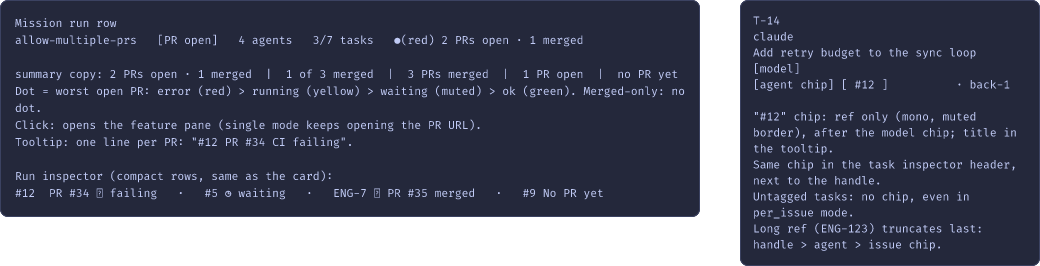 Mission run row
allow-multiple-prs [PR open] 4 agents 3/7 tasks ●(red) 2 PRs open · 1 merged
summary copy: 2 PRs open · 1 merged | 1 of 3 merged | 3 PRs merged | 1 PR open | no PR yet
Dot = worst open PR: error (red) > running (yellow) > waiting (muted) > ok (green). Merged-only: no
dot.
Click: opens the feature pane (single mode keeps opening the PR URL).
Tooltip: one line per PR: "#12 PR #34 CI failing".
Run inspector (compact rows, same as the card):
#12 PR #34 failing · #5 ◔ waiting · ENG-7 PR #35 merged · #9 No PR yet
T-14
claude
Add retry budget to the sync loop
[model]
[agent chip] [ #12 ] · back-1
"#12" chip: ref only (mono, muted
border), after the model chip; title in
the tooltip.
Same chip in the task inspector header,
next to the handle.
Untagged tasks: no chip, even in
per_issue mode.
Long ref (ENG-123) truncates last:
handle > agent > issue chip.